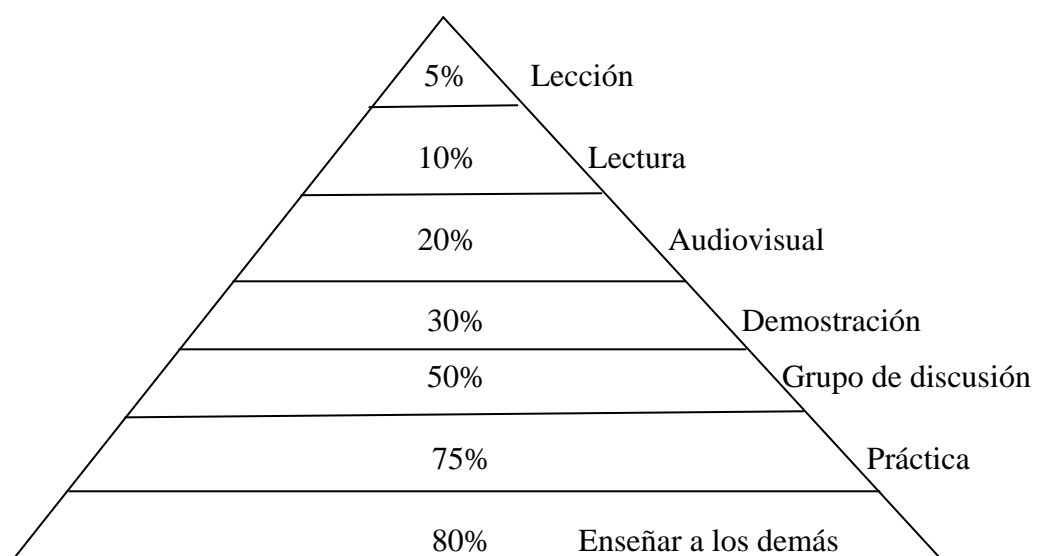 5% Lección
10% Lectura
20% Audiovisual
30% Demostración
50% Grupo de discusión
75% Práctica
80% Enseñar a los demás